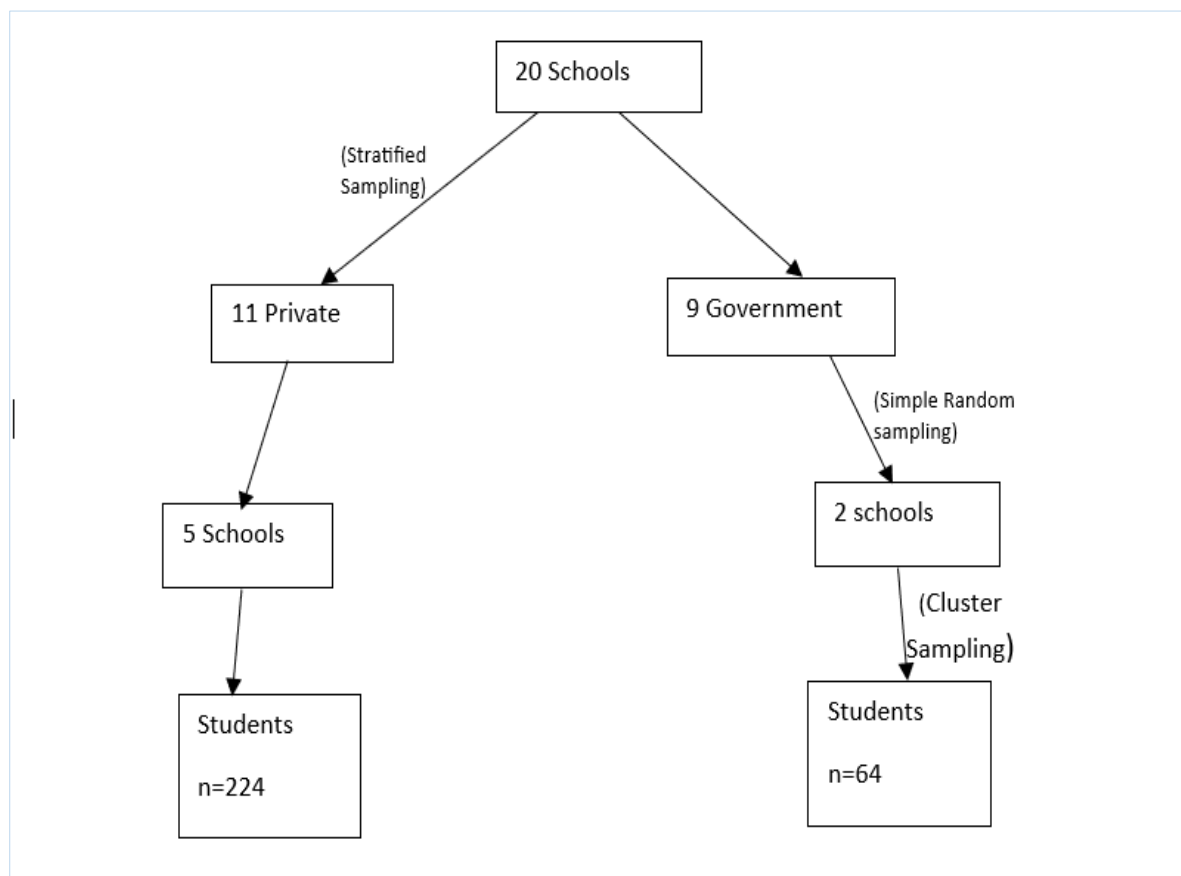 20 Schools
(Stratified
Sampling)
11 Private
9 Government
(Simple Random
sampling)
5 Schools
2 schools
(Cluster
Sampling)
Students
n=224
Students
n=64